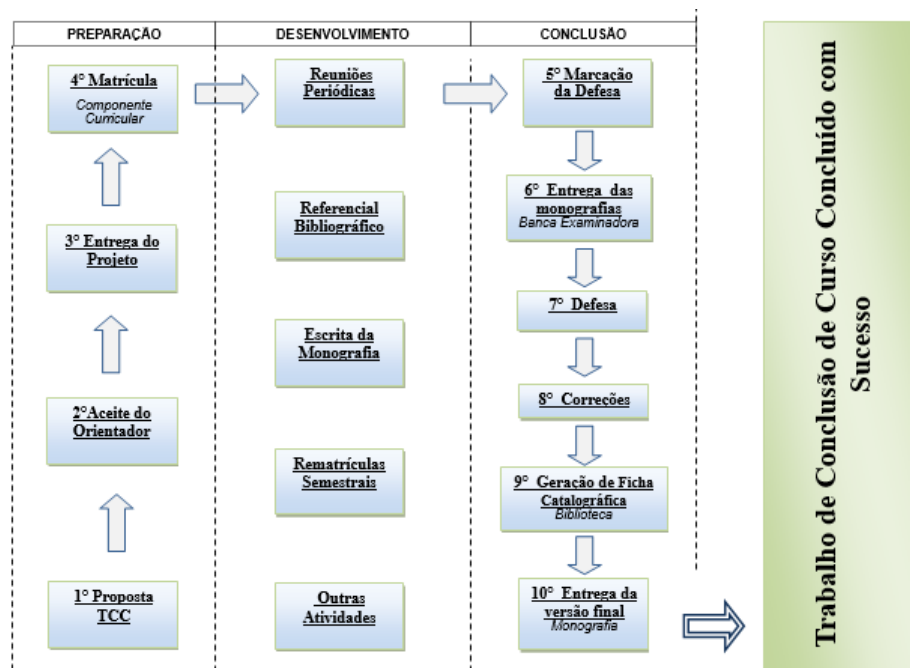 PREPARAÇÃO
DESENVOLVIMENTO
CONCLUSÃO
4° Matrícula
Componente
Curricular
3° Entrega do
Projeto
2°Aceite do
Orientador
1° Proposta
TCC
Reuniões
Periódicas
Referencial
Bibliográfico
Escrita da
Monografia
Rematrículas
Semestrais
Outras
Atividades
5° Marcação
da Defesa
6° Entrega das
monografias
Banca Examinadora
7° Defesa
8° Correções
9° Geração de Ficha
Catalográfica
Biblioteca
10° Entrega da
versão final
Monografia
Trabalho de Conclusão de Curso Concluído com
Sucesso